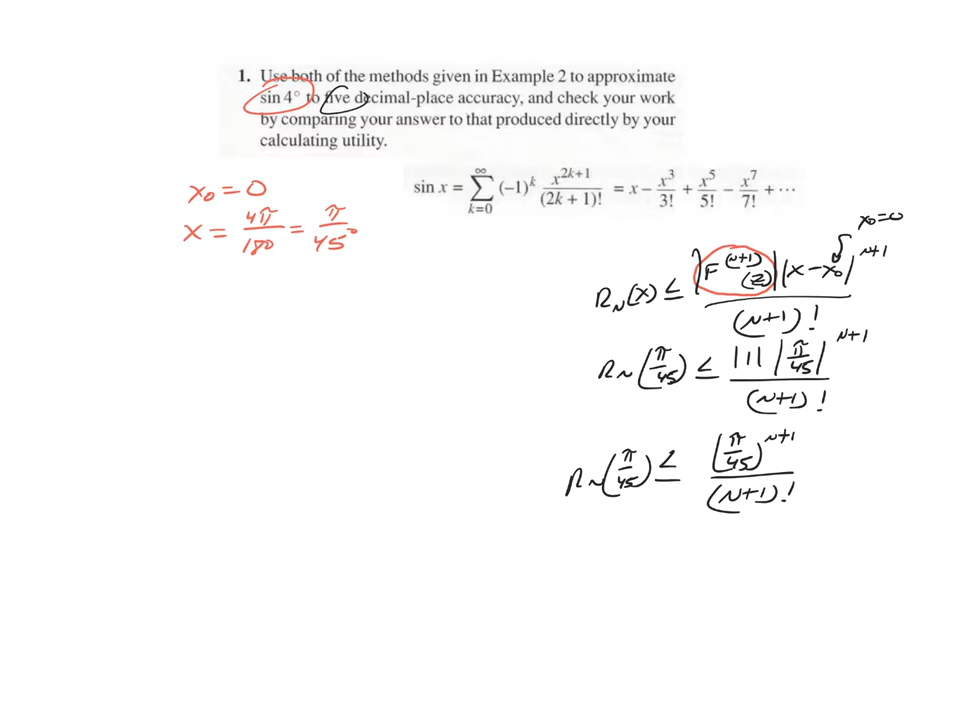 1. Use both of the methods given in Example 2 to approximate
sin 4° to five decimal-place accuracy, and check your work
by comparing your answer to that produced directly by your
calculating utility.
sin x = ∑_{k=0}^{∞} (−1)^k x^{2k+1}/(2k + 1)! = x − x^3/3! + x^5/5! − x^7/7! + ⋯
x₀ = 0
x = 4π/180 = π/45°
x₀=0
R_N(x) ≤ |F^{(N+1)}(z)| |x − x₀|^{N+1} / (N+1)!
R_N(π/45) ≤ |1| |π/45|^{N+1} / (N+1)!
R_N(π/45) ≤ (π/45)^{N+1} / (N+1)!